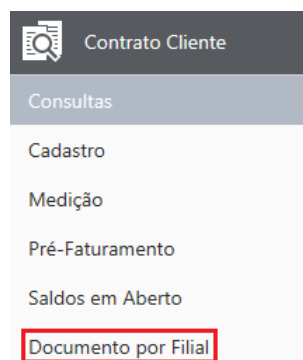 Contrato Cliente
Consultas
Cadastro
Medição
Pré-Faturamento
Saldos em Aberto
Documento por Filial